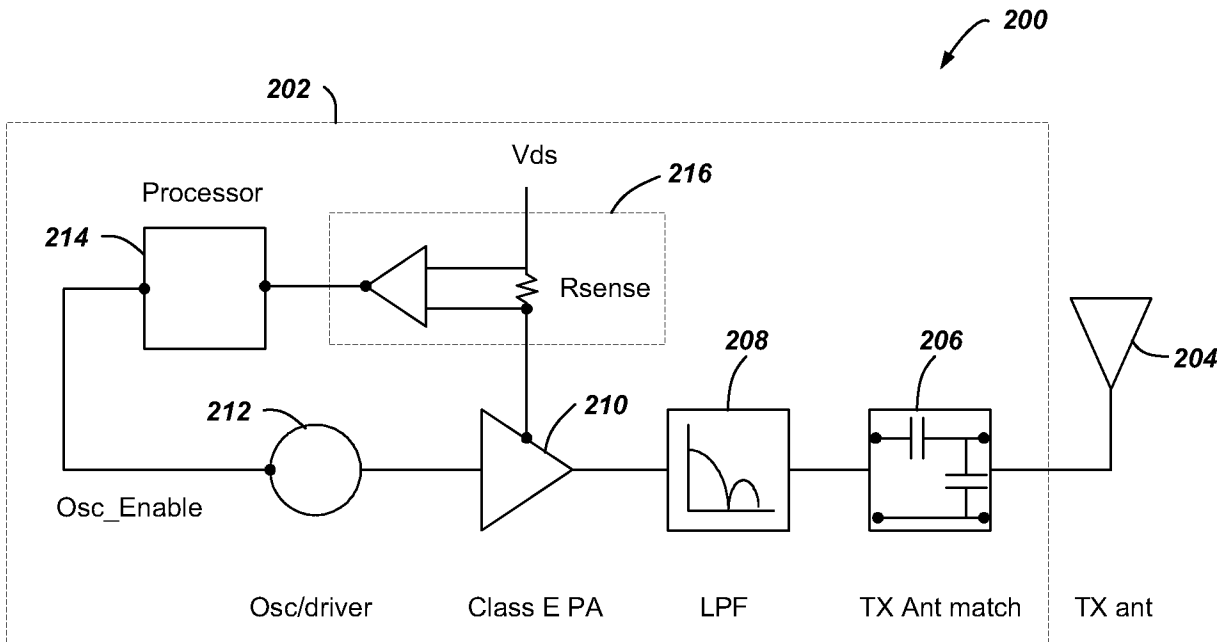 200
202
Vds
216
Processor
214
Rsense
208
206
204
212
210
Osc_Enable
Osc/driver
Class E PA
LPF
TX Ant match
TX ant